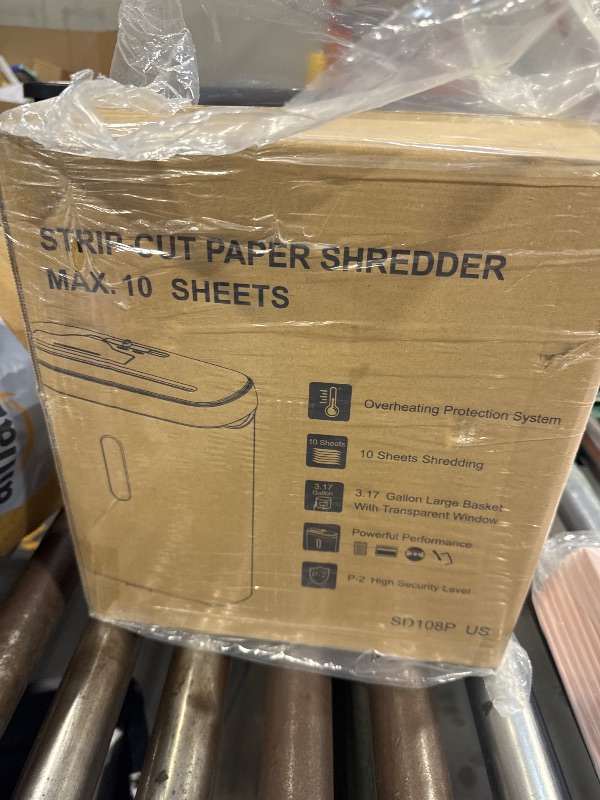 STRIP CUT PAPER SHREDDER
MAX. 10 SHEETS
Overheating Protection System
10 Sheets
10 Sheets Shredding
3.17
Gallon
3.17 Gallon Large Basket
With Transparent Window
Powerful Performance
P-2
P-2 High Security Level
SD108P US